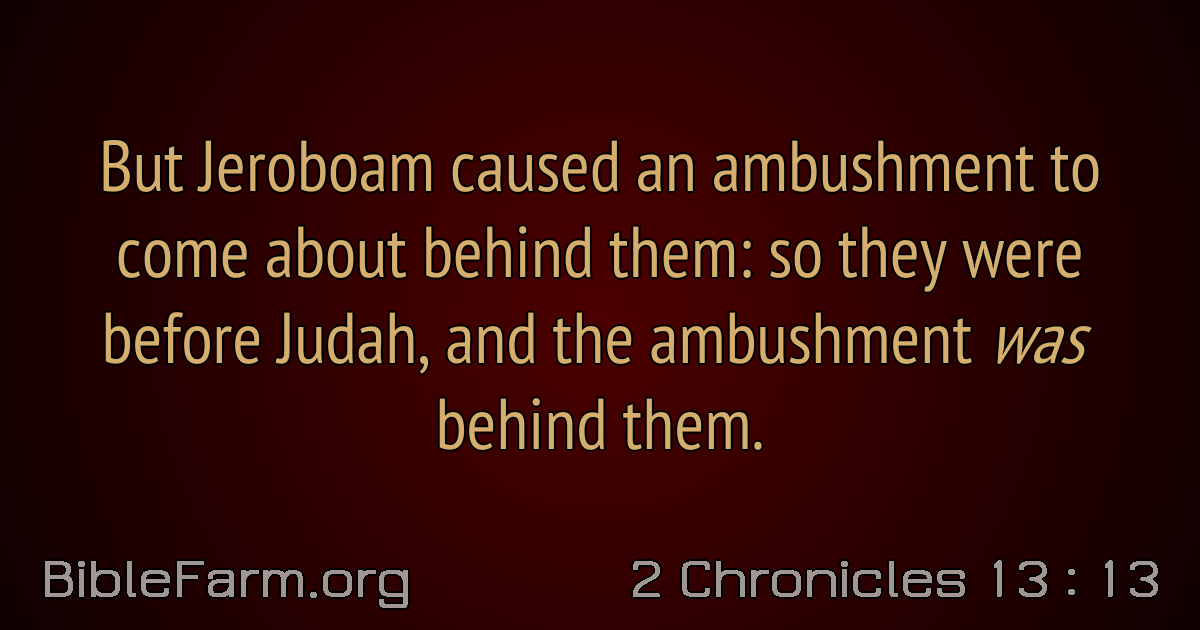 But Jeroboam caused an ambushment to
come about behind them: so they were
before Judah, and the ambushment was
behind them.
BibleFarm.org
2 Chronicles 13 : 13